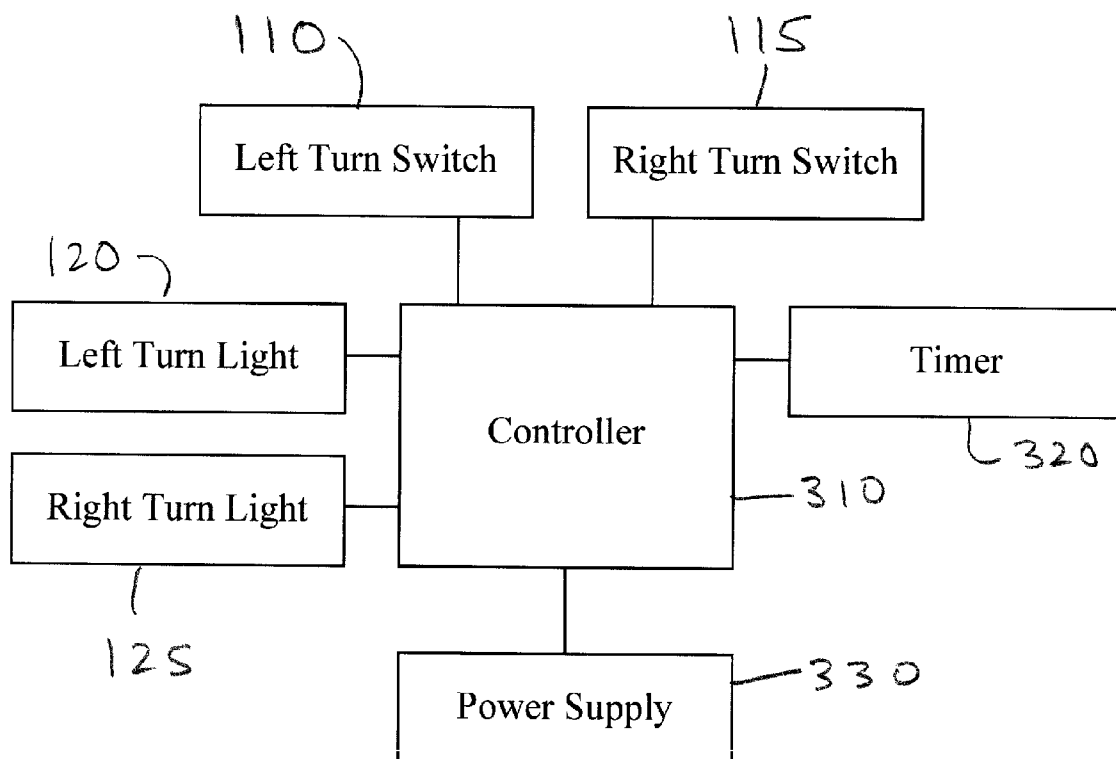 110
115
Left Turn Switch
Right Turn Switch
120
Left Turn Light
Timer
Controller
320
310
Right Turn Light
125
330
Power Supply